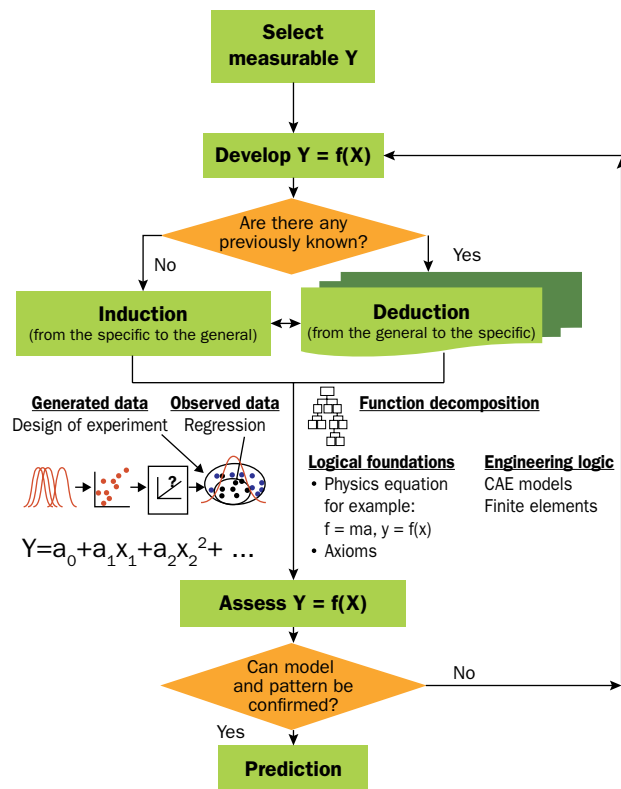 Select
measurable Y
Develop Y = f(X)
Are there any
previously known?
No
Yes
Induction
(from the specific to the general)
Deduction
(from the general to the specific)
Generated data
Design of experiment
Observed data
Regression
?
Y=a₀+a₁x₁+a₂x₂²+ ...
Function decomposition
Logical foundations
• Physics equation
for example:
f = ma, y = f(x)
• Axioms
Engineering logic
CAE models
Finite elements
Assess Y = f(X)
Can model
and pattern be
confirmed?
No
Yes
Prediction